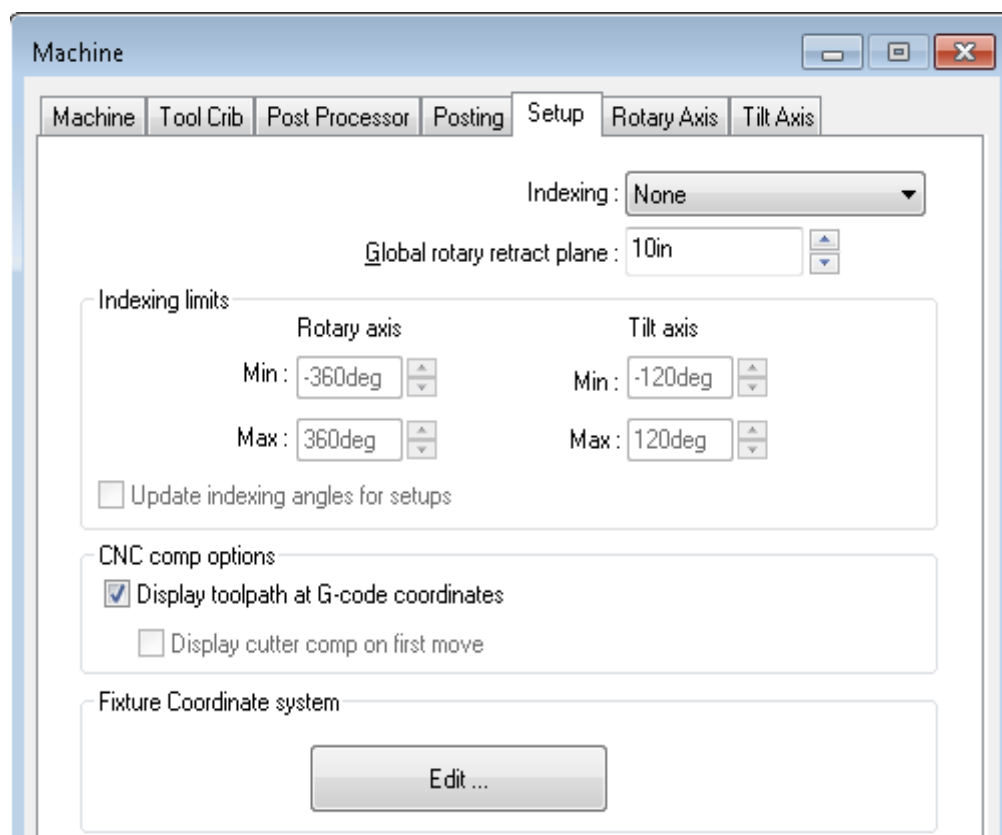 Machine
Machine Tool Crib Post Processor Posting Setup Rotary Axis Tilt Axis
Indexing : None
Global rotary retract plane : 10in
Indexing limits
Rotary axis Tilt axis
Min : -360deg Min : -120deg
Max : 360deg Max : 120deg
Update indexing angles for setups
CNC comp options
Display toolpath at G-code coordinates
Display cutter comp on first move
Fixture Coordinate system
Edit ...